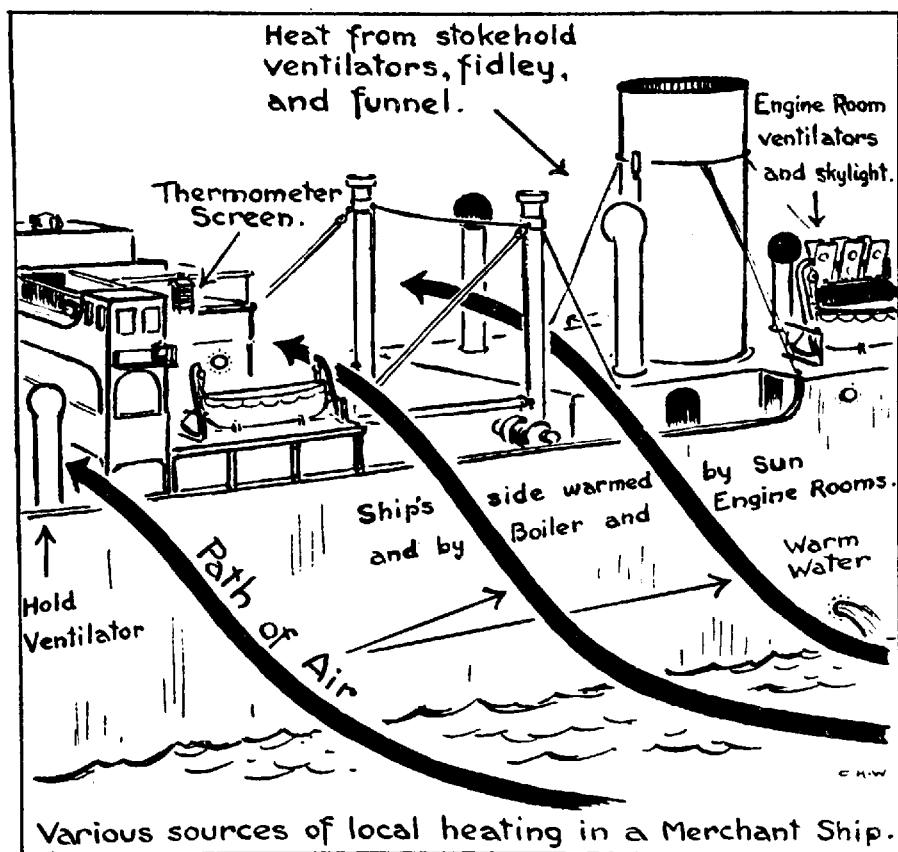 Heat from stokehold
ventilators, fidley,
and funnel.
Engine Room
ventilators
and skylight.
Thermometer
Screen.
Ship's side warmed by Sun
and by Boiler and Engine Rooms.
Warm
Water
Hold
Ventilator
Path of Air
C H.W
Various sources of local heating in a Merchant Ship.